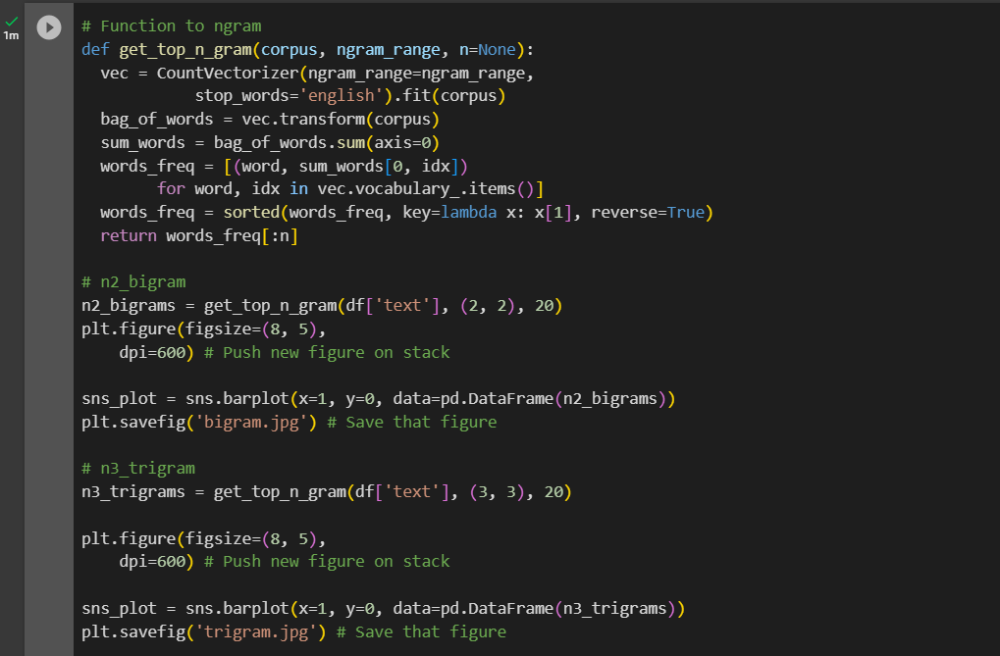 1m
# Function to ngram
def get_top_n_gram(corpus, ngram_range, n=None):
  vec = CountVectorizer(ngram_range=ngram_range,
            stop_words='english').fit(corpus)
  bag_of_words = vec.transform(corpus)
  sum_words = bag_of_words.sum(axis=0)
  words_freq = [(word, sum_words[0, idx])
        for word, idx in vec.vocabulary_.items()]
  words_freq = sorted(words_freq, key=lambda x: x[1], reverse=True)
  return words_freq[:n]

# n2_bigram
n2_bigrams = get_top_n_gram(df['text'], (2, 2), 20)
plt.figure(figsize=(8, 5),
    dpi=600) # Push new figure on stack

sns_plot = sns.barplot(x=1, y=0, data=pd.DataFrame(n2_bigrams))
plt.savefig('bigram.jpg') # Save that figure

# n3_trigram
n3_trigrams = get_top_n_gram(df['text'], (3, 3), 20)

plt.figure(figsize=(8, 5),
    dpi=600) # Push new figure on stack

sns_plot = sns.barplot(x=1, y=0, data=pd.DataFrame(n3_trigrams))
plt.savefig('trigram.jpg') # Save that figure